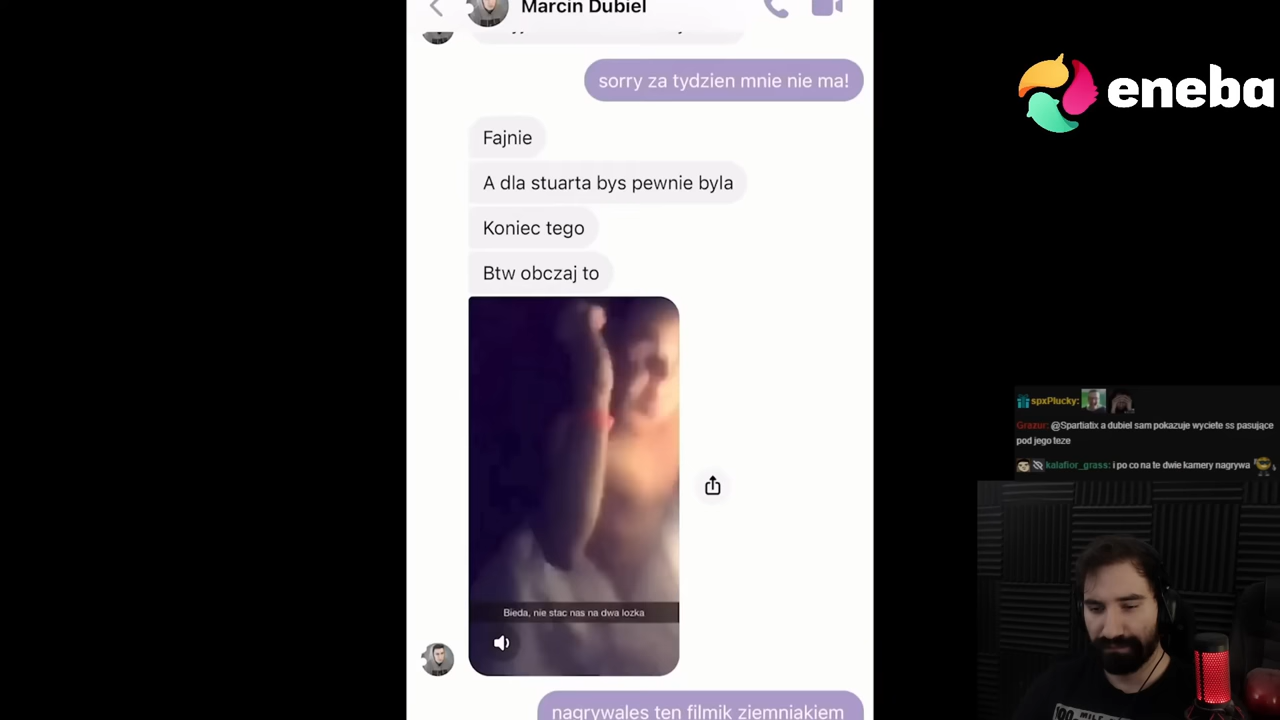 Marcin Dubiel
sorry za tydzien mnie nie ma!
Fajnie
A dla stuarta bys pewnie byla
Koniec tego
Btw obczaj to
Bieda, nie stac nas na dwa lozka
nagrywales ten filmik ziemniakiem
eneba
spxPlucky:
Grazur: @Spartiatix a dubiel sam pokazuje wyciete ss pasujące
pod jego teze
kalafior_grass: i po co na te dwie kamery nagrywa